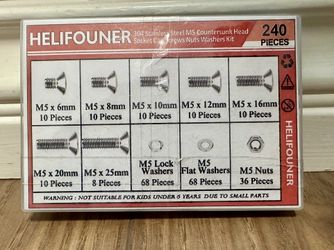 HELIFOUNER
304 Stainless Steel M5 Countersunk Head
Socket Cap Screws Nuts Washers Kit
240
PIECES
M5 x 6mm
10 Pieces
M5 x 8mm
10 Pieces
M5 x 10mm
10 Pieces
M5 x 12mm
10 Pieces
M5 x 16mm
10 Pieces
M5 x 20mm
10 Pieces
M5 x 25mm
8 Pieces
M5 Lock
Washers
68 Pieces
M5
Flat Washers
68 Pieces
M5 Nuts
36 Pieces
HELIFOUNER
WARNING : NOT SUITABLE FOR KIDS UNDER 6 YEARS DUE TO SMALL PARTS